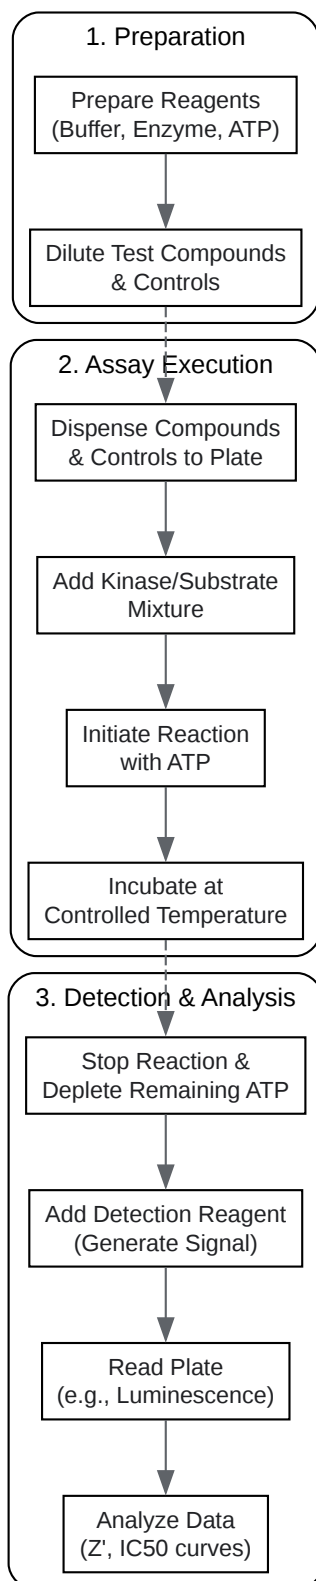 1. Preparation
Prepare Reagents
(Buffer, Enzyme, ATP)
Dilute Test Compounds
& Controls
2. Assay Execution
Dispense Compounds
& Controls to Plate
Add Kinase/Substrate
Mixture
Initiate Reaction
with ATP
Incubate at
Controlled Temperature
3. Detection & Analysis
Stop Reaction &
Deplete Remaining ATP
Add Detection Reagent
(Generate Signal)
Read Plate
(e.g., Luminescence)
Analyze Data
(Z', IC50 curves)